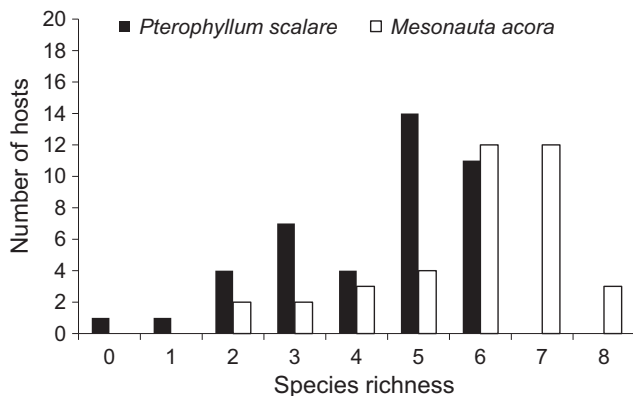 20
18
16
14
12
10
8
6
4
2
0
Number of hosts
Pterophyllum scalare Mesonauta acora
0 1 2 3 4 5 6 7 8
Species richness